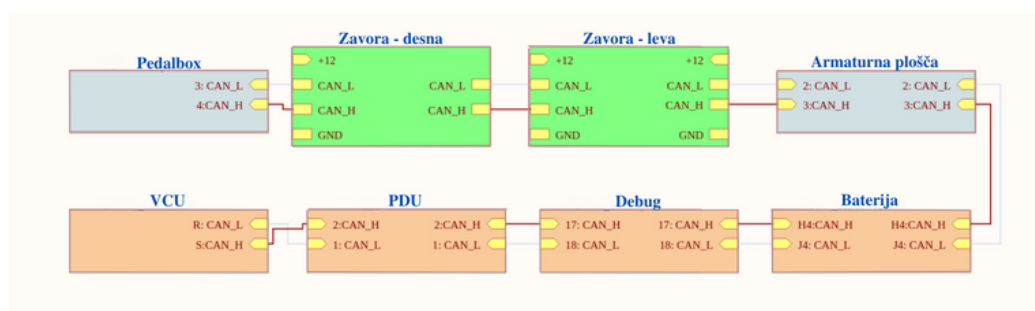 Pedalbox
3: CAN_L
4:CAN_H
Zavora - desna
+12
CAN_L CAN_L
CAN_H CAN_H
GND
Zavora - leva
+12 +12
CAN_L CAN_L
CAN_H CAN_H
GND GND
Armaturna plošča
2: CAN_L 2: CAN_L
3:CAN_H 3:CAN_H
VCU
R: CAN_L
S:CAN_H
PDU
2:CAN_H 2:CAN_H
1: CAN_L 1: CAN_L
Debug
17: CAN_H 17: CAN_H
18: CAN_L 18: CAN_L
Baterija
H4:CAN_H H4:CAN_H
J4: CAN_L J4: CAN_L